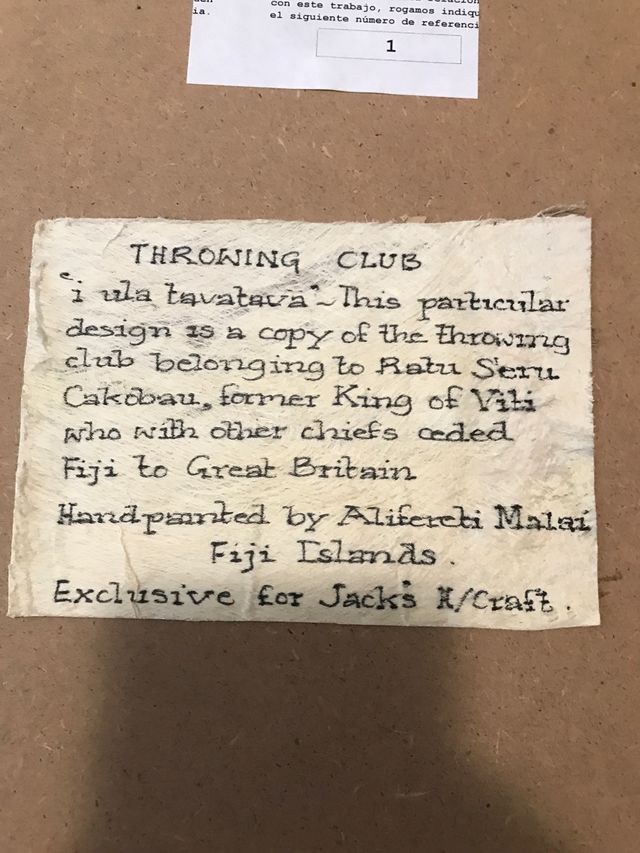 con este trabajo, rogamos indiqu
ia. el siguiente número de referenci
1
THROWING CLUB
"i ula tavatava" ~ This particular
design is a copy of the throwing
club belonging to Ratu Seru
Cakobau, former King of Viti
who with other chiefs ceded
Fiji to Great Britain
Handpainted by Alifereti Malai
Fiji Islands.
Exclusive for Jack's H/Craft.